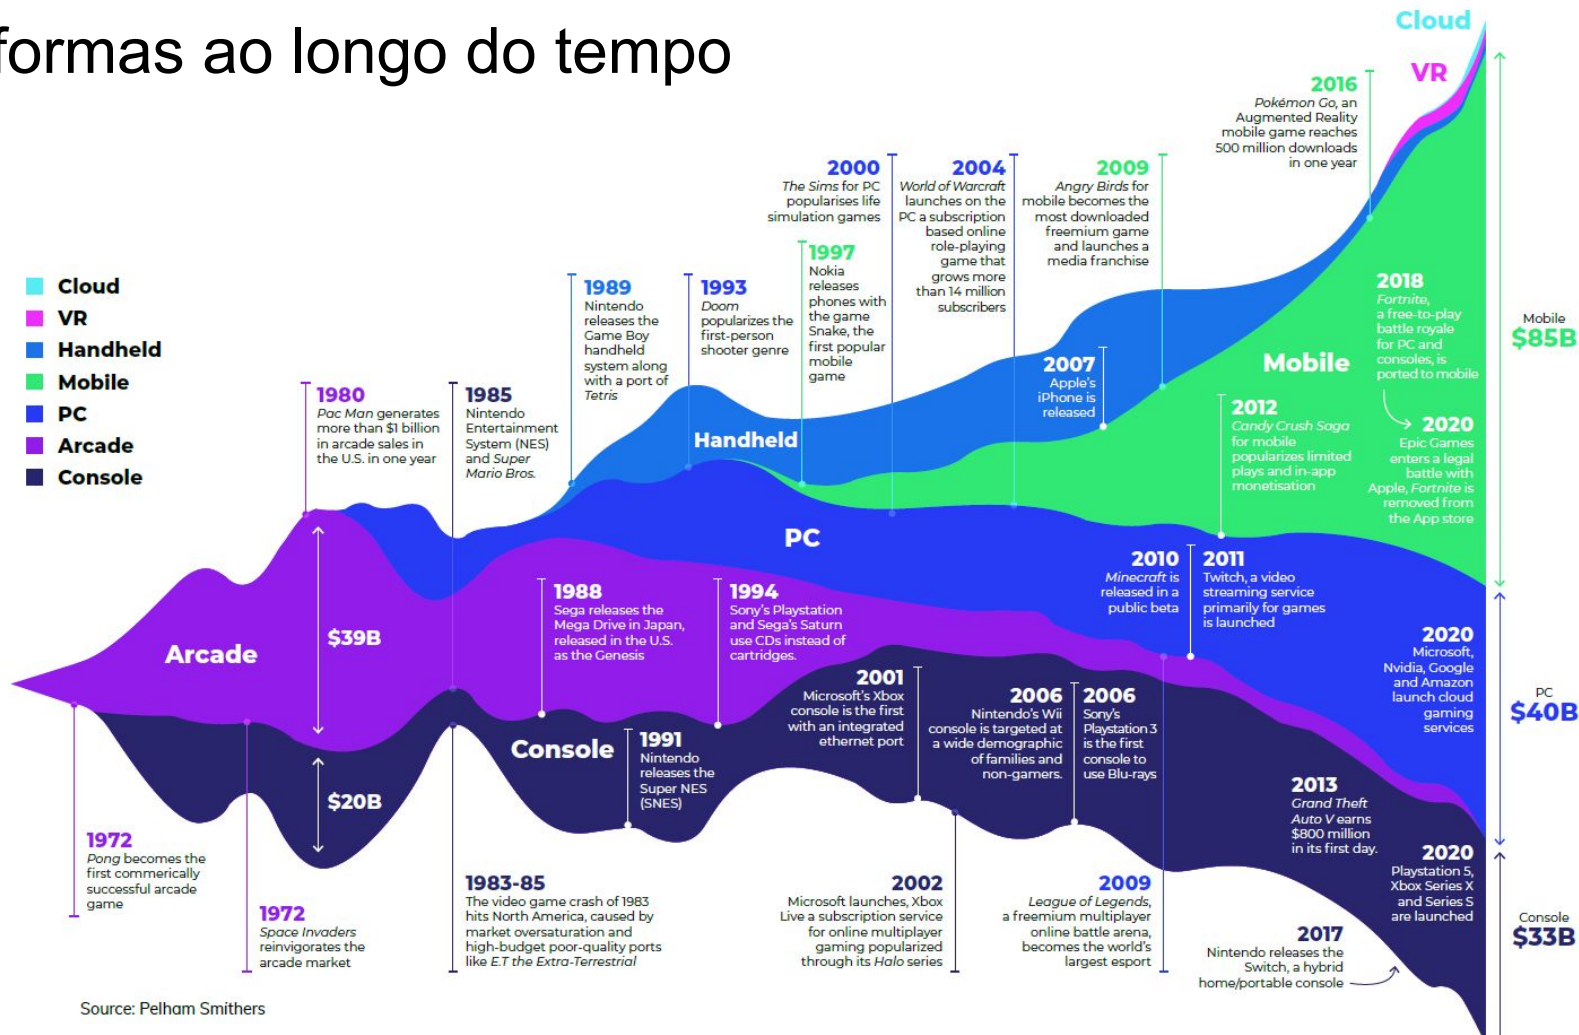 formas ao longo do tempo
Cloud
VR
Handheld
Mobile
PC
Arcade
Console
Cloud
VR
2016
Pokémon Go, an
Augmented Reality
mobile game reaches
500 million downloads
in one year
2000
The Sims for PC
popularises life
simulation games
2004
World of Warcraft
launches on the
PC a subscription
based online
role-playing
game that
grows more
than 14 million
subscribers
2009
Angry Birds for
mobile becomes the
most downloaded
freemium game
and launches a
media franchise
1997
Nokia
releases
phones with
the game
Snake, the
first popular
mobile
game
1989
Nintendo
releases the
Game Boy
handheld
system along
with a port of
Tetris
1993
Doom
popularizes the
first-person
shooter genre
1980
Pac Man generates
more than $1 billion
in arcade sales in
the U.S. in one year
1985
Nintendo
Entertainment
System (NES)
and Super
Mario Bros.
2007
Apple's
iPhone is
released
Mobile
2018
Fortnite,
a free-to-play
battle royale
for PC and
consoles, is
ported to mobile
2012
Candy Crush Saga
for mobile
popularizes limited
plays and in-app
monetisation
2020
Epic Games
enters a legal
battle with
Apple, Fortnite is
removed from
the App store
Mobile
$85B
Handheld
PC
Arcade
$39B
1988
Sega releases the
Mega Drive in Japan,
released in the U.S.
as the Genesis
1994
Sony's Playstation
and Sega's Saturn
use CDs instead of
cartridges.
2010
Minecraft is
released in a
public beta
2011
Twitch, a video
streaming service
primarily for games
is launched
2020
Microsoft,
Nvidia, Google
and Amazon
launch cloud
gaming
services
PC
$40B
Console
$20B
1991
Nintendo
releases the
Super NES
(SNES)
2001
Microsoft's Xbox
console is the first
with an integrated
ethernet port
2006
Nintendo's Wii
console is targeted at
a wide demographic
of families and
non-gamers.
2006
Sony's
Playstation 3
is the first
console to
use Blu-rays
2013
Grand Theft
Auto V earns
$800 million
in its first day.
2020
Playstation 5,
Xbox Series X
and Series S
are launched
Console
$33B
1972
Pong becomes the
first commerically
successful arcade
game
1972
Space Invaders
reinvigorates the
arcade market
1983-85
The video game crash of 1983
hits North America, caused by
market oversaturation and
high-budget poor-quality ports
like E.T the Extra-Terrestrial
2002
Microsoft launches, Xbox
Live a subscription service
for online multiplayer
gaming popularized
through its Halo series
2009
League of Legends,
a freemium multiplayer
online battle arena,
becomes the world's
largest esport
2017
Nintendo releases the
Switch, a hybrid
home/portable console
Source: Pelham Smithers